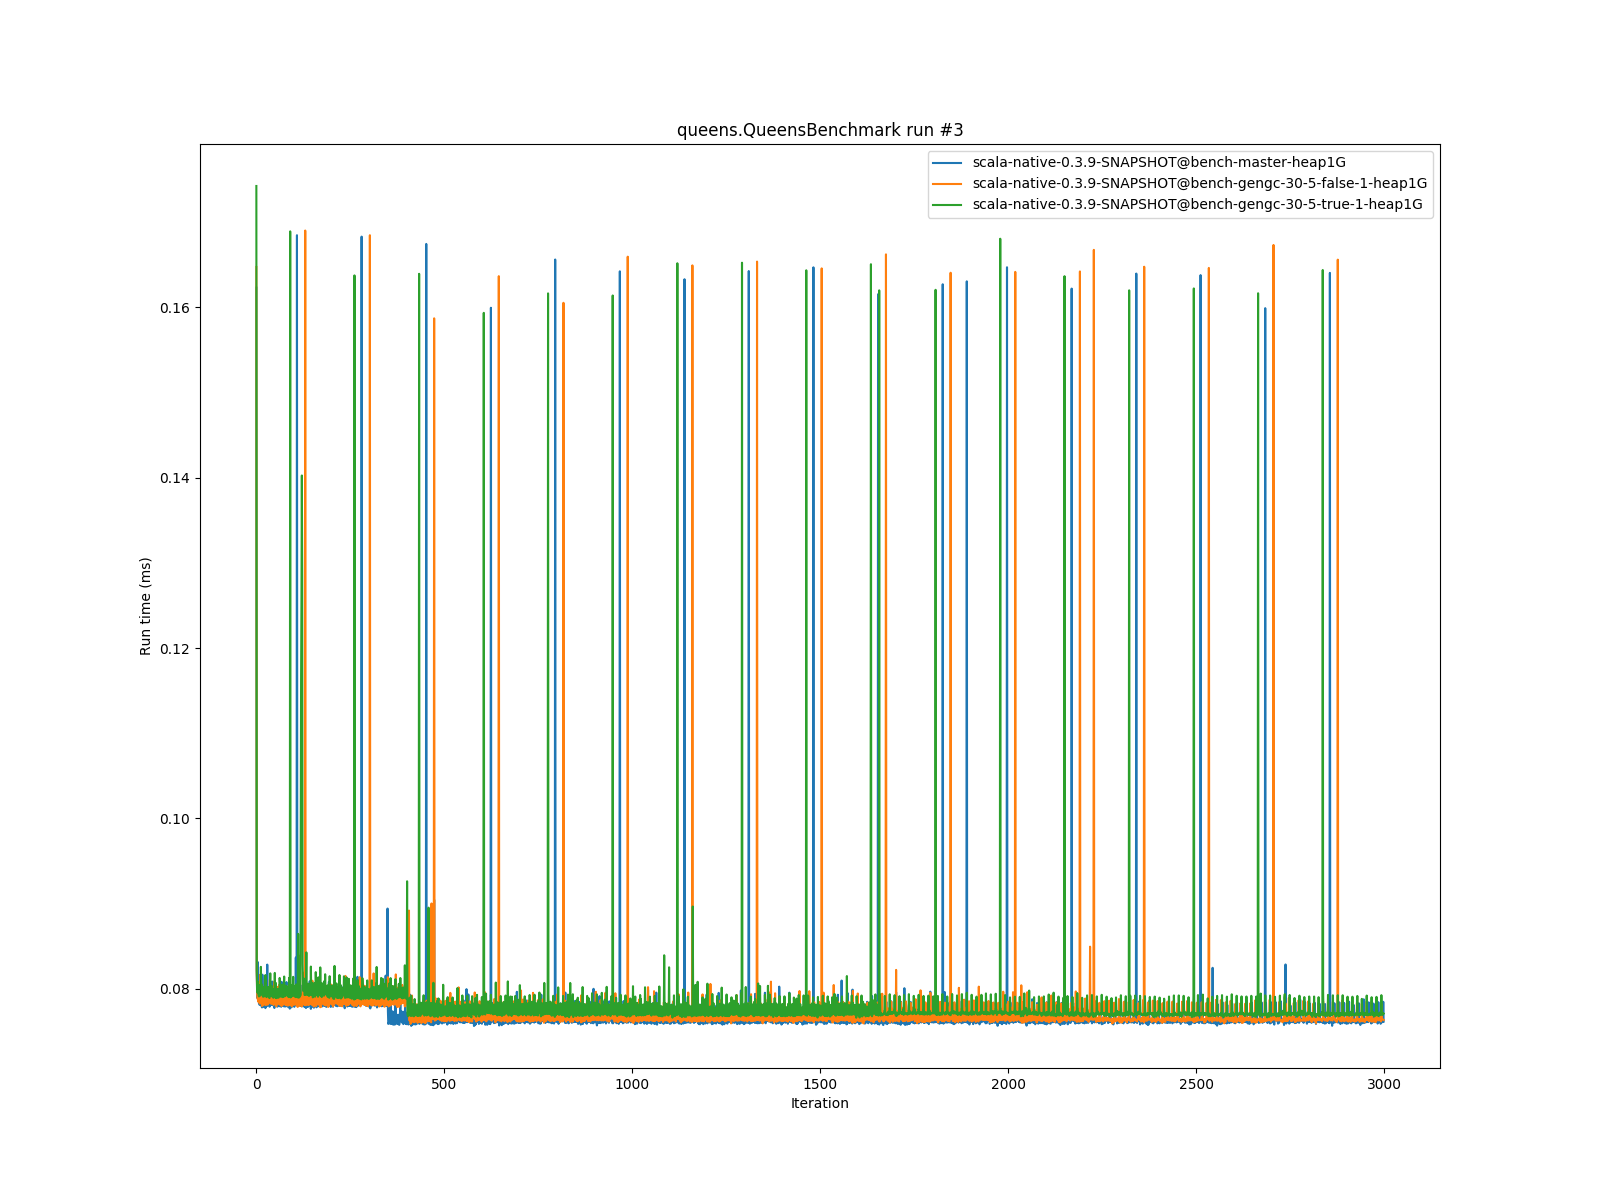 queens.QueensBenchmark run #3
scala-native-0.3.9-SNAPSHOT@bench-master-heap1G
scala-native-0.3.9-SNAPSHOT@bench-gengc-30-5-false-1-heap1G
scala-native-0.3.9-SNAPSHOT@bench-gengc-30-5-true-1-heap1G
0.16
0.14
0.12
0.10
0.08
Run time (ms)
0 500 1000 1500 2000 2500 3000
Iteration